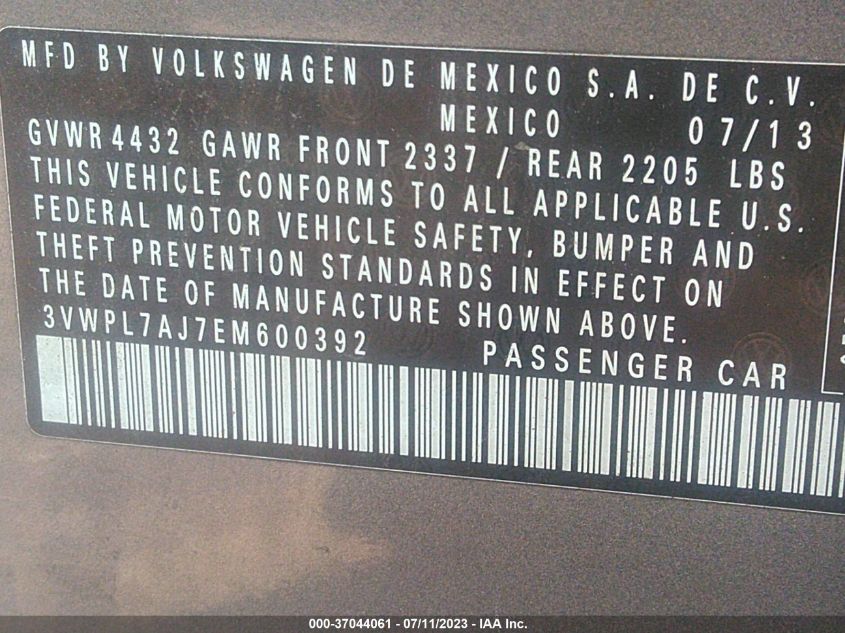 MFD BY VOLKSWAGEN DE MEXICO S.A. DE C.V.
MEXICO 07/13
GVWR 4432 GAWR FRONT 2337 / REAR 2205 LBS
THIS VEHICLE CONFORMS TO ALL APPLICABLE U.S.
FEDERAL MOTOR VEHICLE SAFETY, BUMPER AND
THEFT PREVENTION STANDARDS IN EFFECT ON
THE DATE OF MANUFACTURE SHOWN ABOVE.
3VWPL7AJ7EM600392 PASSENGER CAR
000-37044061 - 07/11/2023 - IAA Inc.